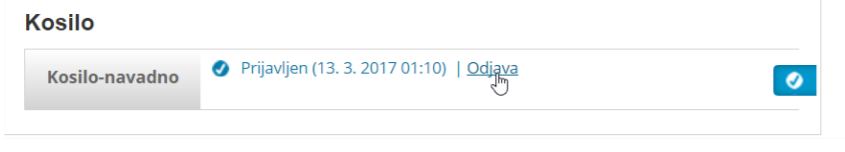 Kosilo
Kosilo-navadno
Prijavljen (13. 3. 2017 01:10) | Odjava